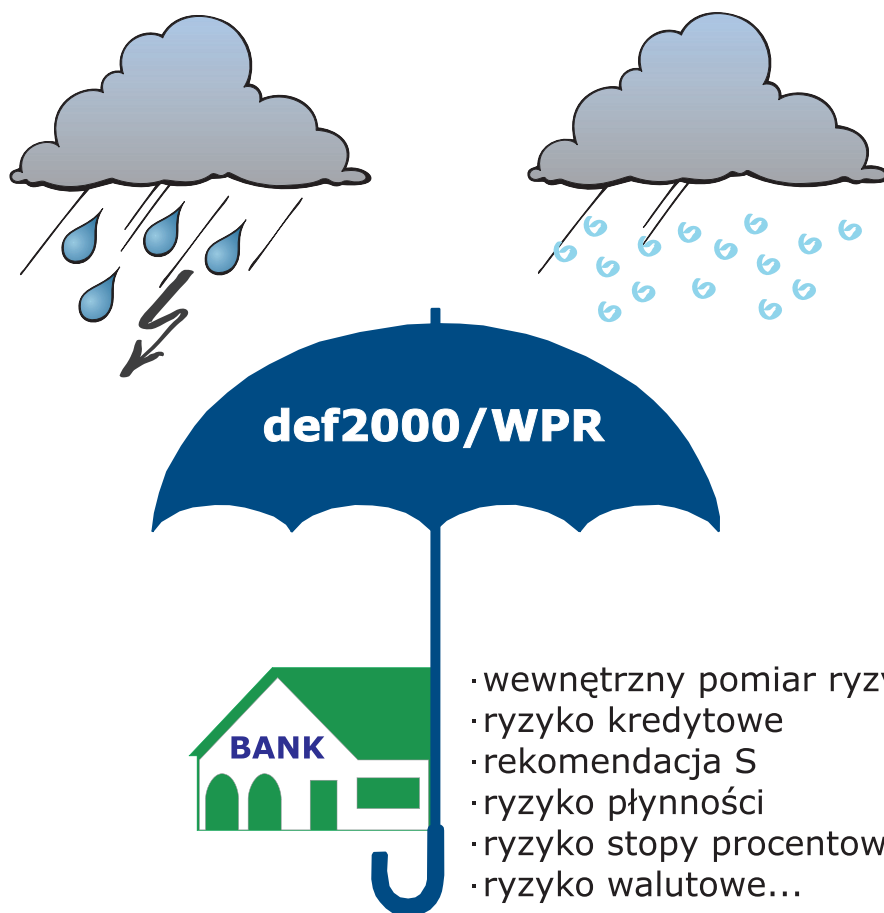 def2000/WPR
BANK
·wewnętrzny pomiar
·ryzyko kredytowe
·rekomendacja S
·ryzyko płynności
·ryzyko stopy
·ryzyko walutowe...